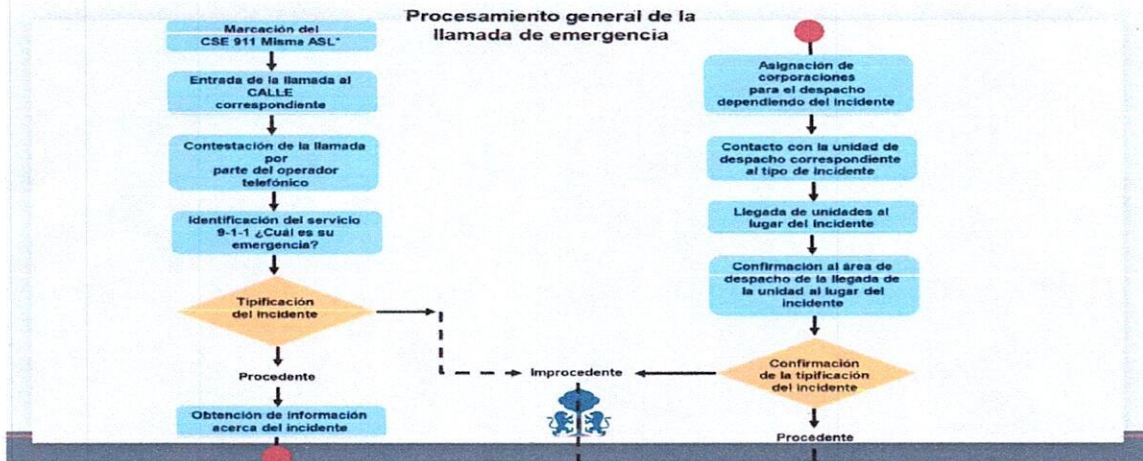 Procesamiento general de la
llamada de emergencia
Marcación del
CSE 911 Misma ASL*
Entrada de la llamada al
CALLE
correspondiente
Contestación de la llamada
por
parte del operador
telefónico
Identificación del servicio
9-1-1 ¿Cuál es su
emergencia?
Tipificación
del incidente
Procedente
Obtención de información
acerca del incidente
Improcedente
Asignación de
corporaciones
para el despacho
dependiendo del incidente
Contacto con la unidad de
despacho correspondiente
al tipo de incidente
Llegada de unidades al
lugar del incidente
Confirmación al área de
despacho de la llegada de
la unidad al lugar del
incidente
Confirmación
de la tipificación
del incidente
Procedente